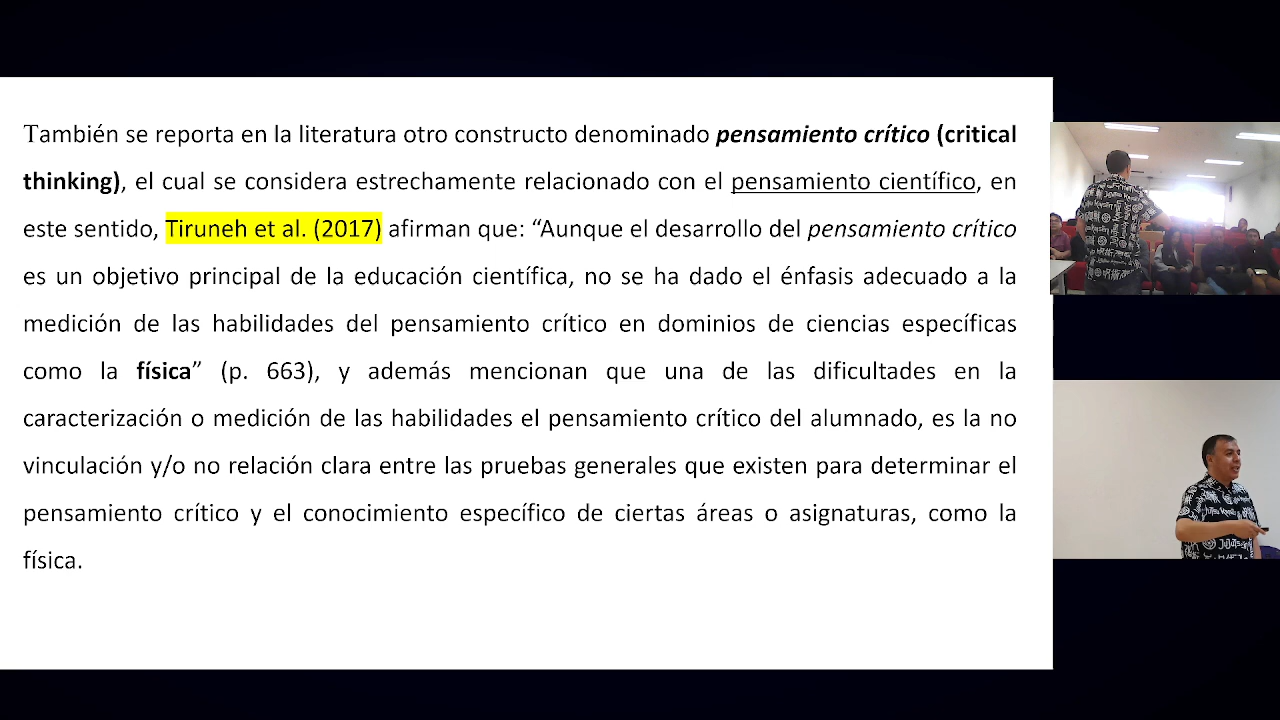 También se reporta en la literatura otro constructo denominado pensamiento crítico (critical
thinking), el cual se considera estrechamente relacionado con el pensamiento científico, en
este sentido, Tiruneh et al. (2017) afirman que: “Aunque el desarrollo del pensamiento crítico
es un objetivo principal de la educación científica, no se ha dado el énfasis adecuado a la
medición de las habilidades del pensamiento crítico en dominios de ciencias específicas
como la física” (p. 663), y además mencionan que una de las dificultades en la
caracterización o medición de las habilidades el pensamiento crítico del alumnado, es la no
vinculación y/o no relación clara entre las pruebas generales que existen para determinar el
pensamiento crítico y el conocimiento específico de ciertas áreas o asignaturas, como la
física.